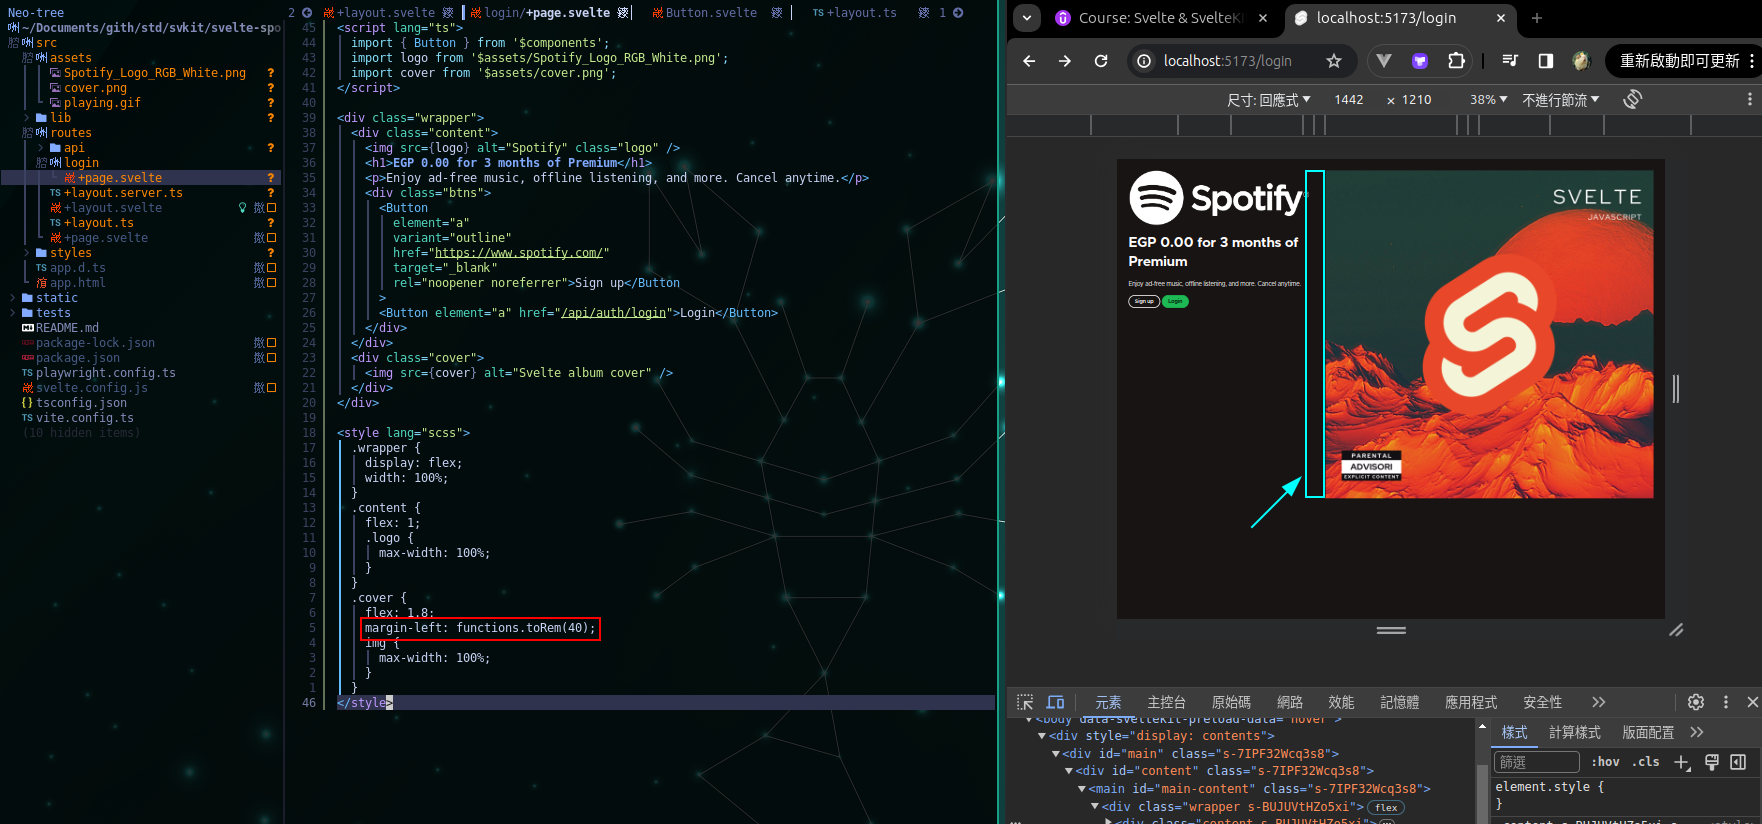 Neo-tree
~/Documents/gith/std/svkit/svelte-spo
src
assets
Spotify_Logo_RGB_White.png ?
cover.png ?
playing.gif ?
lib ?
routes
api ?
login
+page.svelte ?
+layout.server.ts ?
+layout.svelte
+layout.ts ?
+page.svelte
styles ?
app.d.ts
app.html
static
tests
README.md
package-lock.json
package.json
playwright.config.ts
svelte.config.js
tsconfig.json
vite.config.ts
(10 hidden items)
2 +layout.svelte login/+page.svelte Button.svelte TS +layout.ts 1
45 <script lang="ts">
44 import { Button } from '$components';
43 import logo from '$assets/Spotify_Logo_RGB_White.png';
42 import cover from '$assets/cover.png';
41 </script>
40
39 <div class="wrapper">
38 <div class="content">
37 <img src={logo} alt="Spotify" class="logo" />
36 <h1>EGP 0.00 for 3 months of Premium</h1>
35 <p>Enjoy ad-free music, offline listening, and more. Cancel anytime.</p>
34 <div class="btns">
33 <Button
32 element="a"
31 variant="outline"
30 href="https://www.spotify.com/"
29 target="_blank"
28 rel="noopener noreferrer">Sign up</Button
27 >
26 <Button element="a" href="/api/auth/login">Login</Button>
25 </div>
24 </div>
23 <div class="cover">
22 <img src={cover} alt="Svelte album cover" />
21 </div>
20 </div>
19
18 <style lang="scss">
17 .wrapper {
16 display: flex;
15 width: 100%;
14 }
13 .content {
12 flex: 1;
11 .logo {
10 max-width: 100%;
9 }
8 }
7 .cover {
6 flex: 1.8;
5 margin-left: functions.toRem(40);
4 img {
3 max-width: 100%;
2 }
1 }
46 </style>
Course: Svelte & SvelteKi
localhost:5173/login
localhost:5173/login
重新啟動即可更新
尺寸: 回應式 1442 × 1210 38% 不進行節流
Spotify
EGP 0.00 for 3 months of
Premium
Enjoy ad-free music, offline listening, and more. Cancel anytime.
Sign up Login
SVELTE
JAVASCRIPT
PARENTAL
ADVISORI
EXPLICIT CONTENT
元素 主控台 原始碼 網路 效能 記憶體 應用程式 安全性
<body data-sveltekit-preload-data="hover">
<div style="display: contents">
<div id="main" class="s-7IPF32Wcq3s8">
<div id="content" class="s-7IPF32Wcq3s8">
<main id="main-content" class="s-7IPF32Wcq3s8">
<div class="wrapper s-BUJUVtHZo5xi"> flex
<div class="content s-BUJUVtHZo5xi">
樣式 計算樣式 版面配置
篩選 :hov .cls
element.style {
}